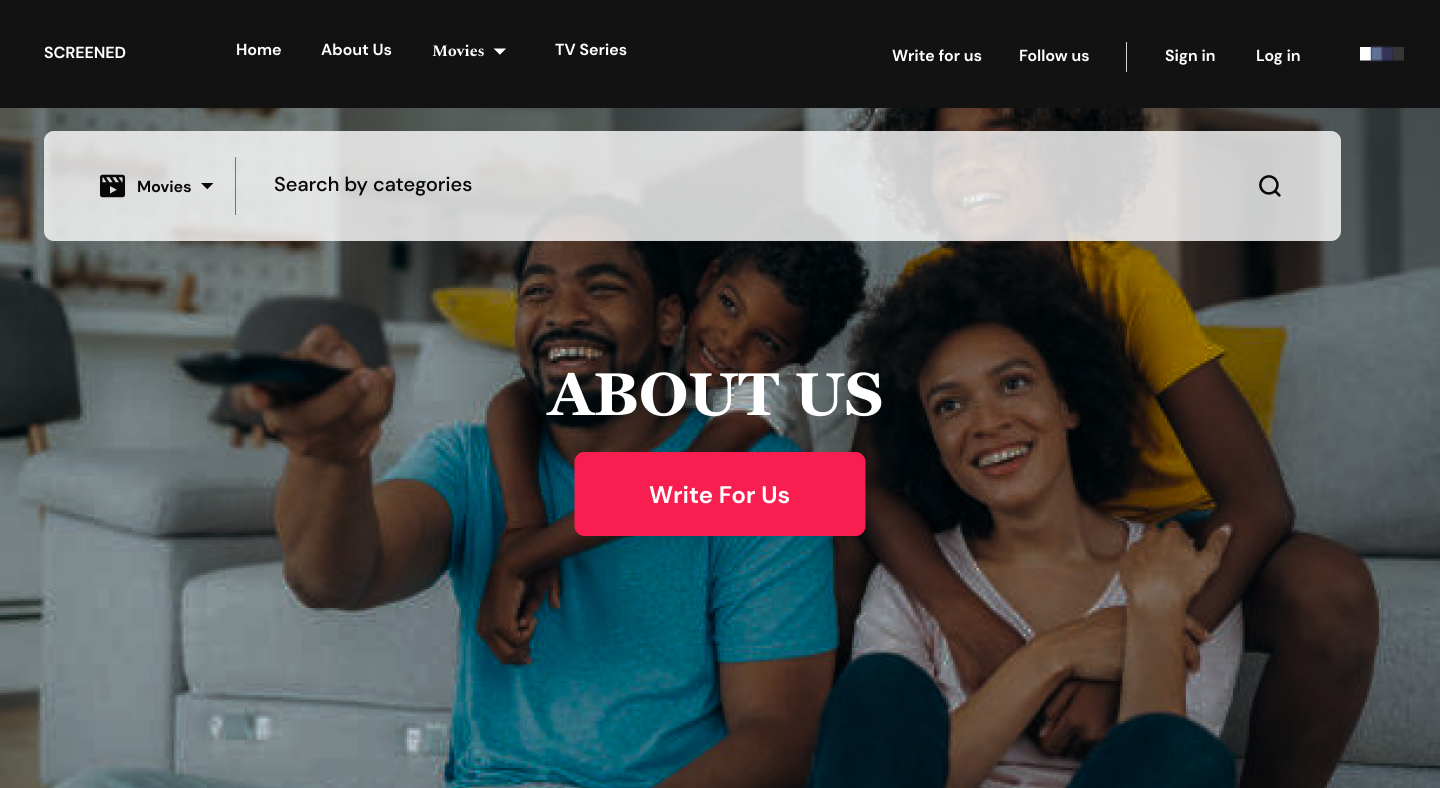 SCREENED
Home
About Us
Movies
TV Series
Write for us
Follow us
Sign in
Log in
Movies
Search by categories
ABOUT US
Write For Us